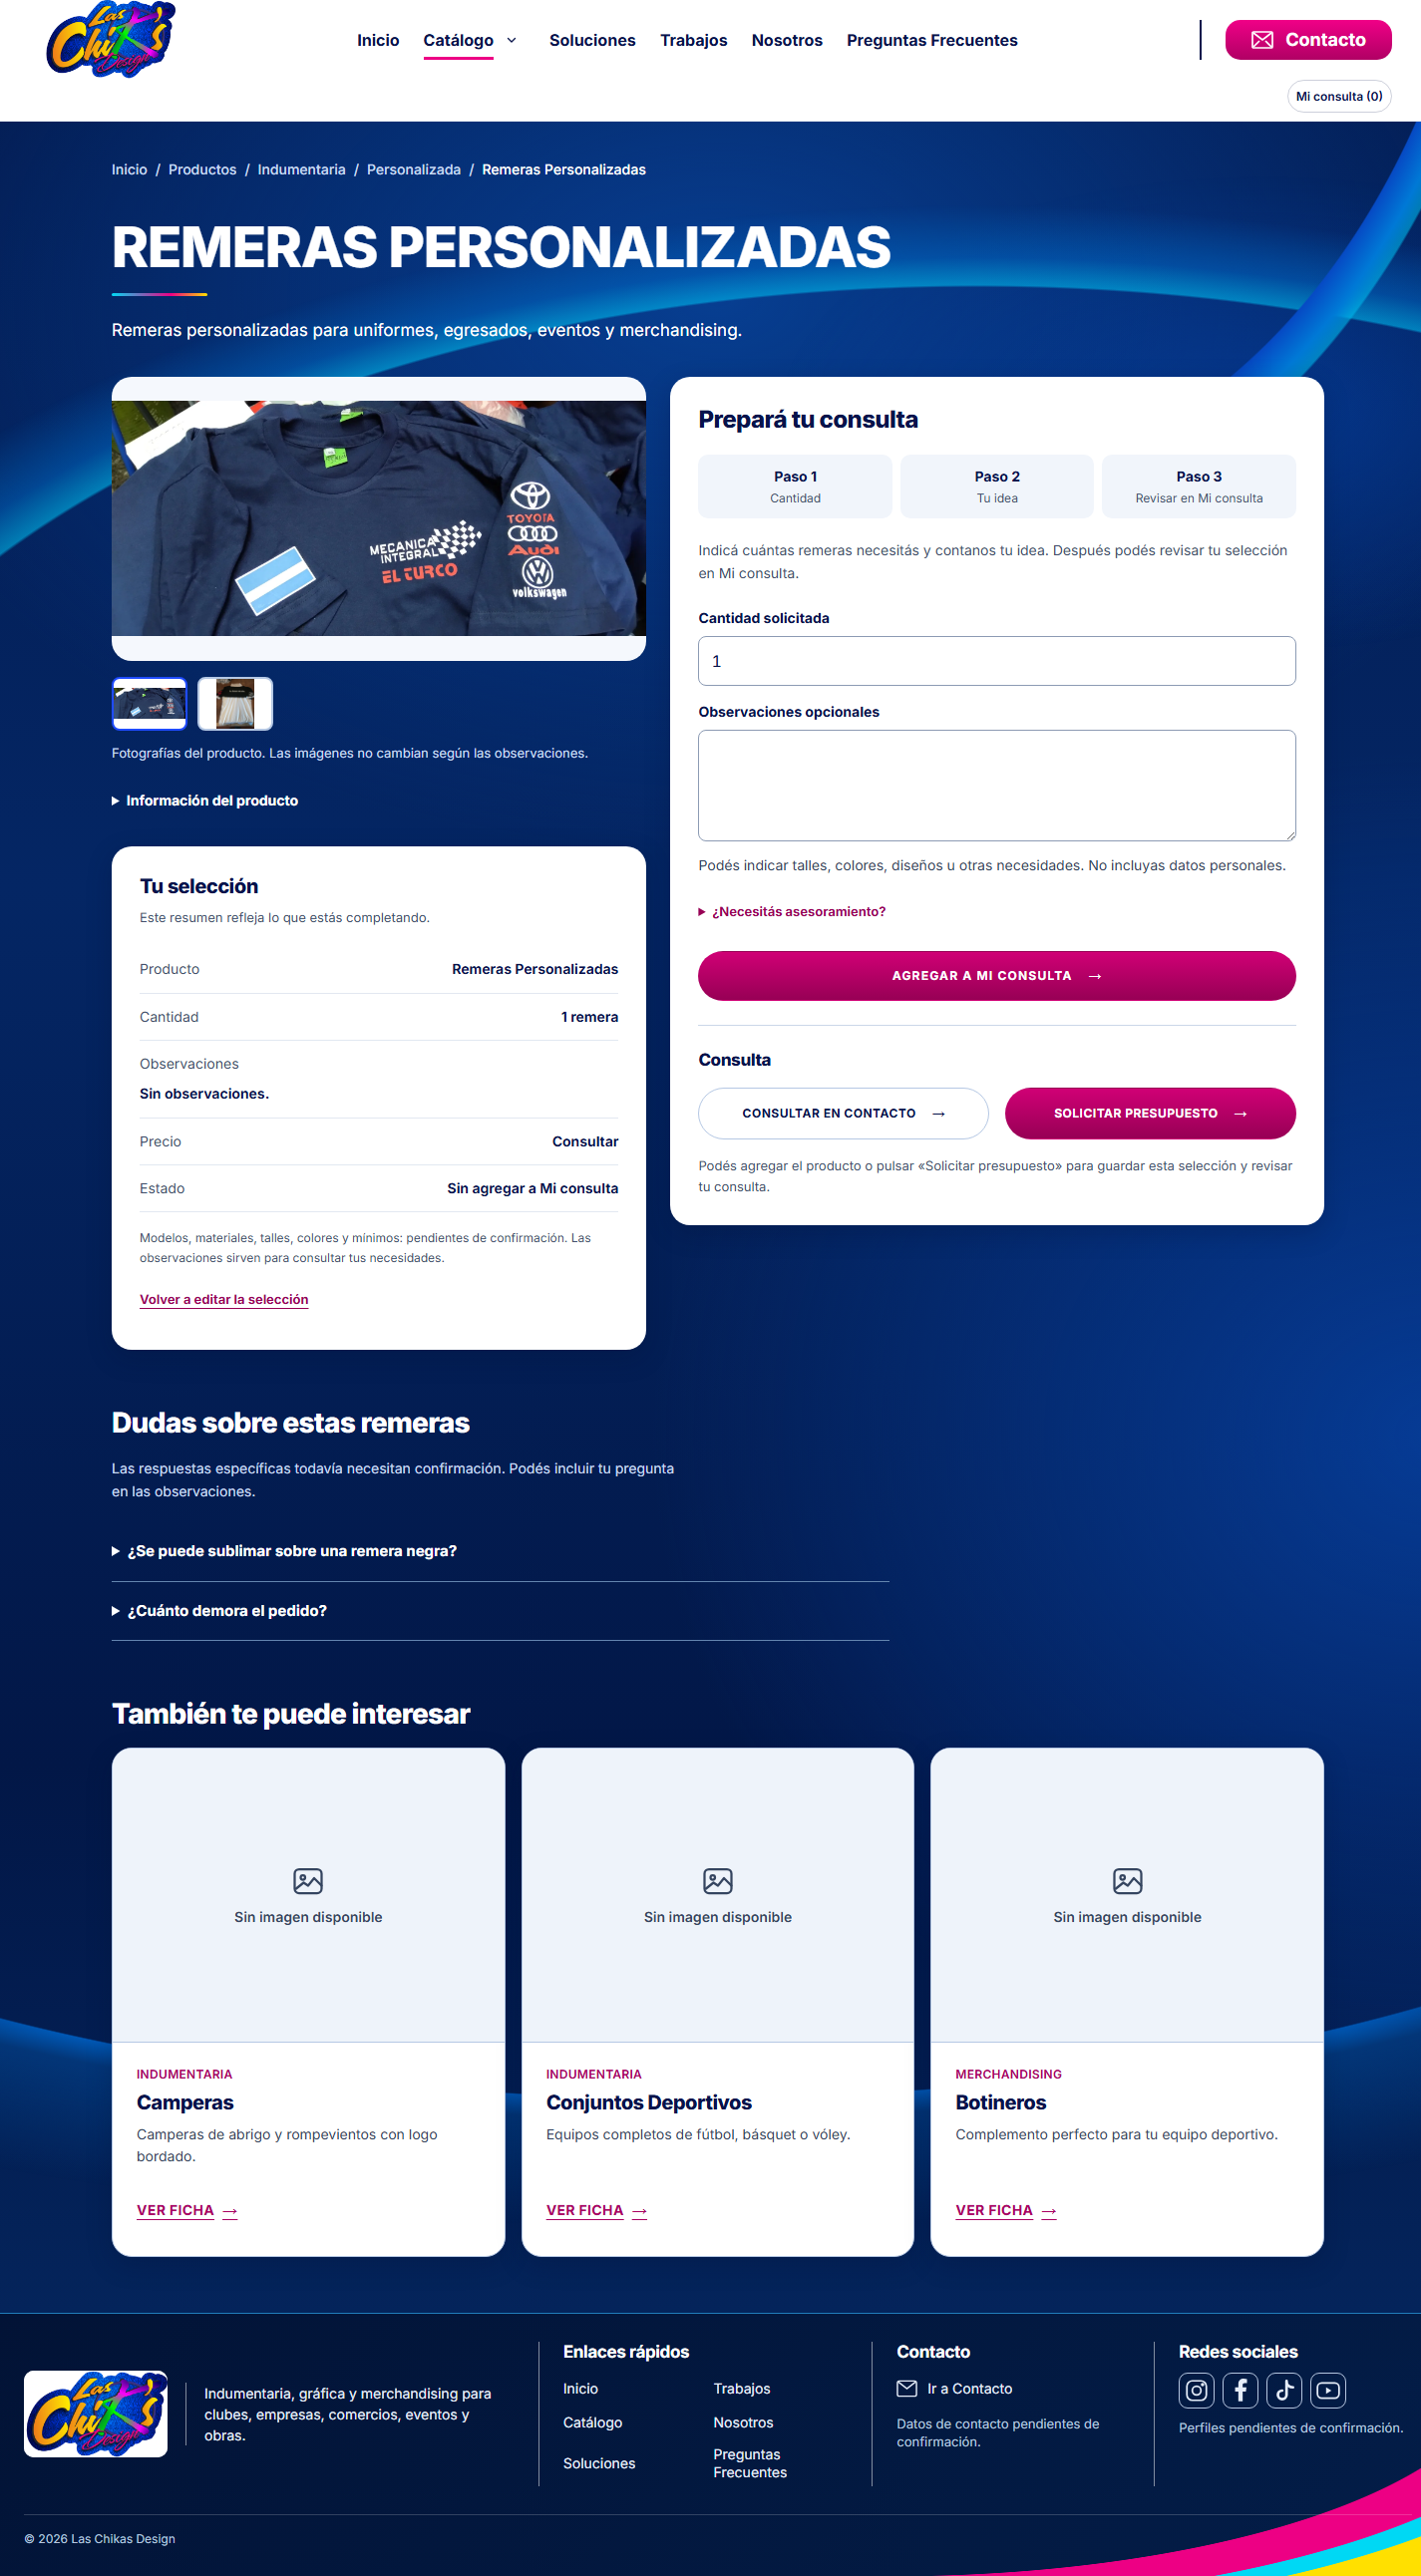 Las
Chik's
Design
Inicio
Catálogo
Soluciones
Trabajos
Nosotros
Preguntas Frecuentes
Contacto
Mi consulta (0)
Inicio / Productos / Indumentaria / Personalizada / Remeras Personalizadas
REMERAS PERSONALIZADAS
Remeras personalizadas para uniformes, egresados, eventos y merchandising.
MECANICA
INTEGRAL
EL TURCO
TOYOTA
Audi
volkswagen
Fotografías del producto. Las imágenes no cambian según las observaciones.
Información del producto
Tu selección
Este resumen refleja lo que estás completando.
Producto Remeras Personalizadas
Cantidad 1 remera
Observaciones
Sin observaciones.
Precio Consultar
Estado Sin agregar a Mi consulta
Modelos, materiales, talles, colores y mínimos: pendientes de confirmación. Las
observaciones sirven para consultar tus necesidades.
Volver a editar la selección
Prepará tu consulta
Paso 1
Cantidad
Paso 2
Tu idea
Paso 3
Revisar en Mi consulta
Indicá cuántas remeras necesitás y contanos tu idea. Después podés revisar tu selección
en Mi consulta.
Cantidad solicitada
1
Observaciones opcionales
Podés indicar talles, colores, diseños u otras necesidades. No incluyas datos personales.
¿Necesitás asesoramiento?
AGREGAR A MI CONSULTA →
Consulta
CONSULTAR EN CONTACTO →
SOLICITAR PRESUPUESTO →
Podés agregar el producto o pulsar «Solicitar presupuesto» para guardar esta selección y revisar
tu consulta.
Dudas sobre estas remeras
Las respuestas específicas todavía necesitan confirmación. Podés incluir tu pregunta
en las observaciones.
¿Se puede sublimar sobre una remera negra?
¿Cuánto demora el pedido?
También te puede interesar
Sin imagen disponible
INDUMENTARIA
Camperas
Camperas de abrigo y rompevientos con logo
bordado.
VER FICHA →
Sin imagen disponible
INDUMENTARIA
Conjuntos Deportivos
Equipos completos de fútbol, básquet o vóley.
VER FICHA →
Sin imagen disponible
MERCHANDISING
Botineros
Complemento perfecto para tu equipo deportivo.
VER FICHA →
Las
Chik's
Design
Indumentaria, gráfica y merchandising para
clubes, empresas, comercios, eventos y
obras.
Enlaces rápidos
Inicio
Trabajos
Catálogo
Nosotros
Soluciones
Preguntas
Frecuentes
Contacto
Ir a Contacto
Datos de contacto pendientes de
confirmación.
Redes sociales
Perfiles pendientes de confirmación.
© 2026 Las Chikas Design